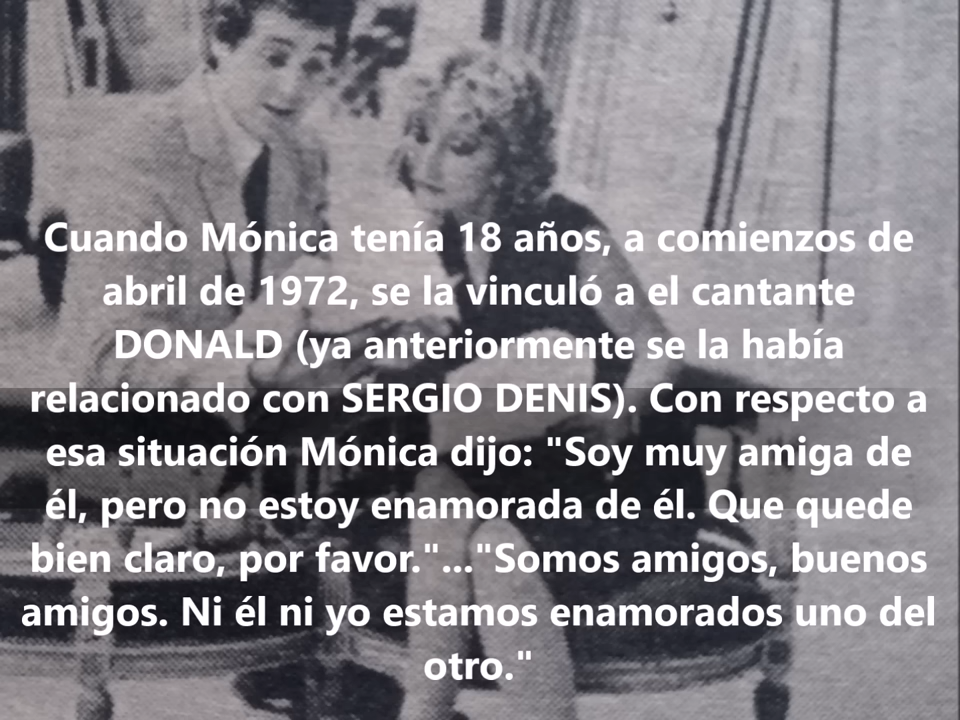 Cuando Mónica tenía 18 años, a comienzos de
abril de 1972, se la vinculó a el cantante
DONALD (ya anteriormente se la había
relacionado con SERGIO DENIS). Con respecto a
esa situación Mónica dijo: "Soy muy amiga de
él, pero no estoy enamorada de él. Que quede
bien claro, por favor."..."Somos amigos, buenos
amigos. Ni él ni yo estamos enamorados uno del
otro."